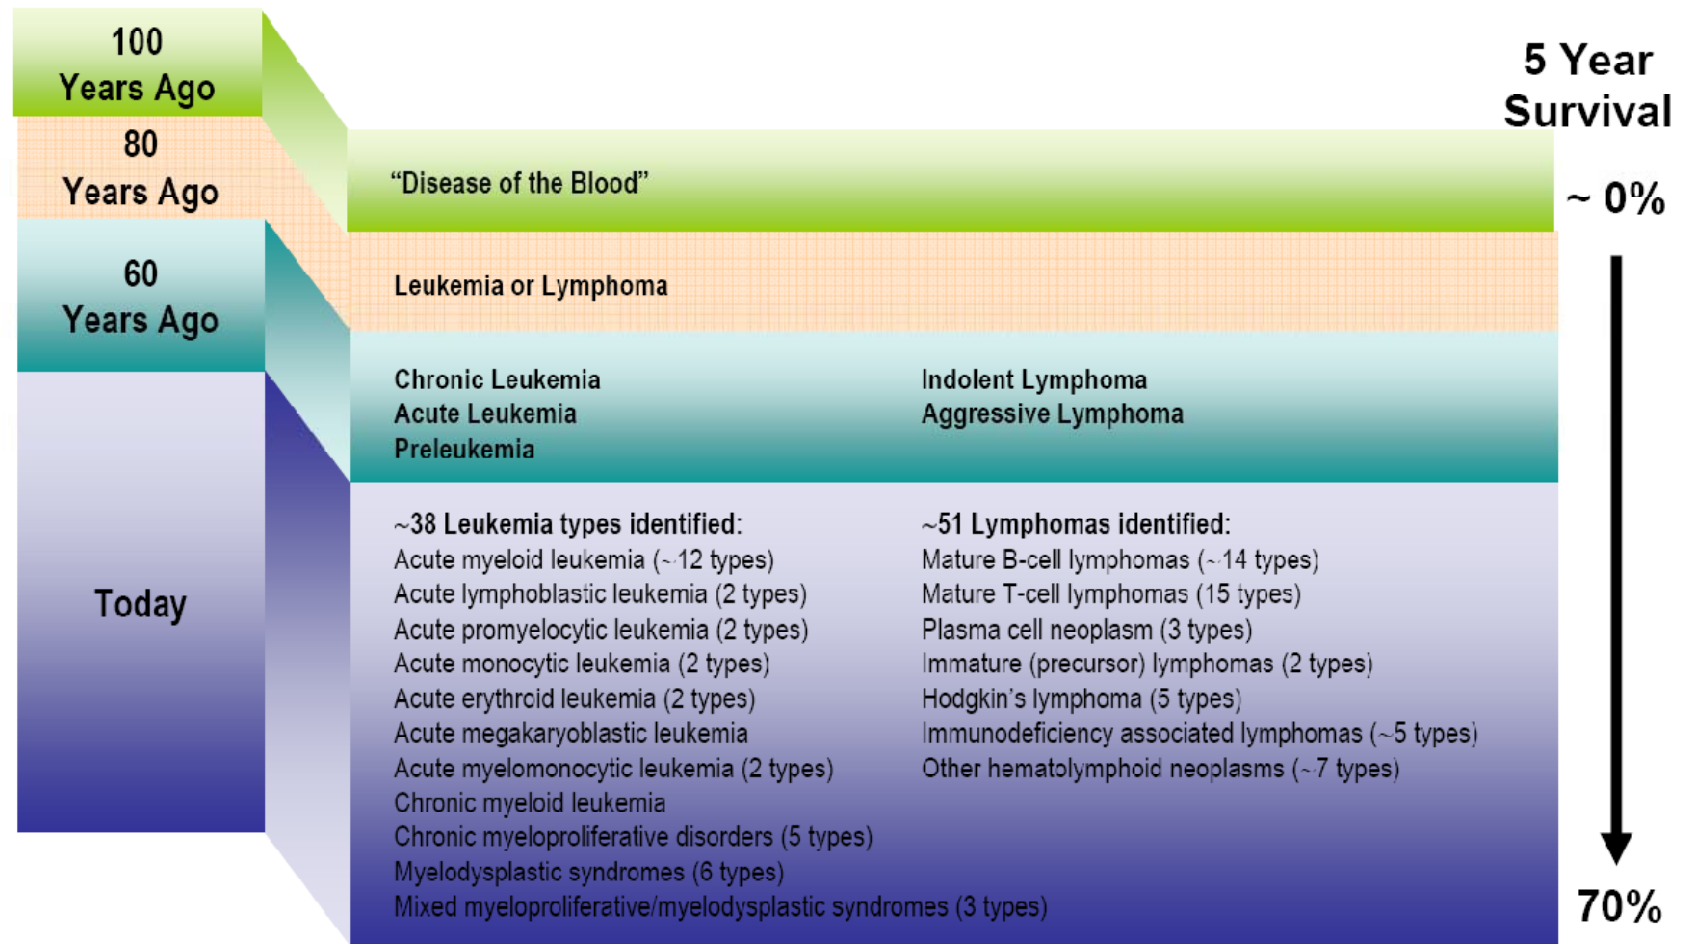 100
Years Ago
80
Years Ago
60
Years Ago
Today
5 Year
Survival
~ 0%
70%
“Disease of the Blood”
Leukemia or Lymphoma
Chronic Leukemia
Acute Leukemia
Preleukemia
Indolent Lymphoma
Aggressive Lymphoma
~38 Leukemia types identified:
Acute myeloid leukemia (~12 types)
Acute lymphoblastic leukemia (2 types)
Acute promyelocytic leukemia (2 types)
Acute monocytic leukemia (2 types)
Acute erythroid leukemia (2 types)
Acute megakaryoblastic leukemia
Acute myelomonocytic leukemia (2 types)
Chronic myeloid leukemia
Chronic myeloproliferative disorders (5 types)
Myelodysplastic syndromes (6 types)
Mixed myeloproliferative/myelodysplastic syndromes (3 types)
~51 Lymphomas identified:
Mature B-cell lymphomas (~14 types)
Mature T-cell lymphomas (15 types)
Plasma cell neoplasm (3 types)
Immature (precursor) lymphomas (2 types)
Hodgkin’s lymphoma (5 types)
Immunodeficiency associated lymphomas (~5 types)
Other hematolymphoid neoplasms (~7 types)